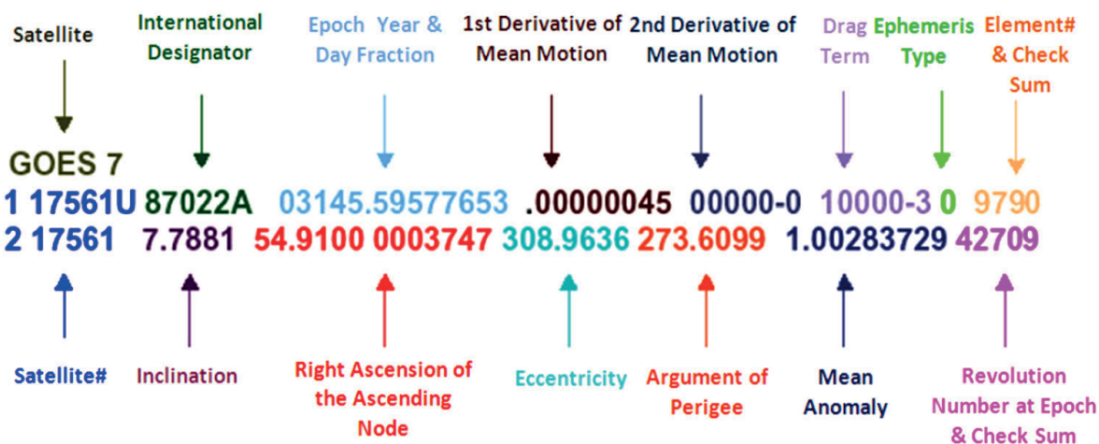 Satellite
International
Designator
Epoch Year &
Day Fraction
1st Derivative of
Mean Motion
2nd Derivative of
Mean Motion
Drag
Term
Ephemeris
Type
Element#
& Check
Sum
GOES 7
1 17561U 87022A 03145.59577653 .00000045 00000-0 10000-3 0 9790
2 17561 7.7881 54.9100 0003747 308.9636 273.6099 1.00283729 42709
Satellite#
Inclination
Right Ascension of
the Ascending
Node
Eccentricity
Argument of
Perigee
Mean
Anomaly
Revolution
Number at Epoch
& Check Sum